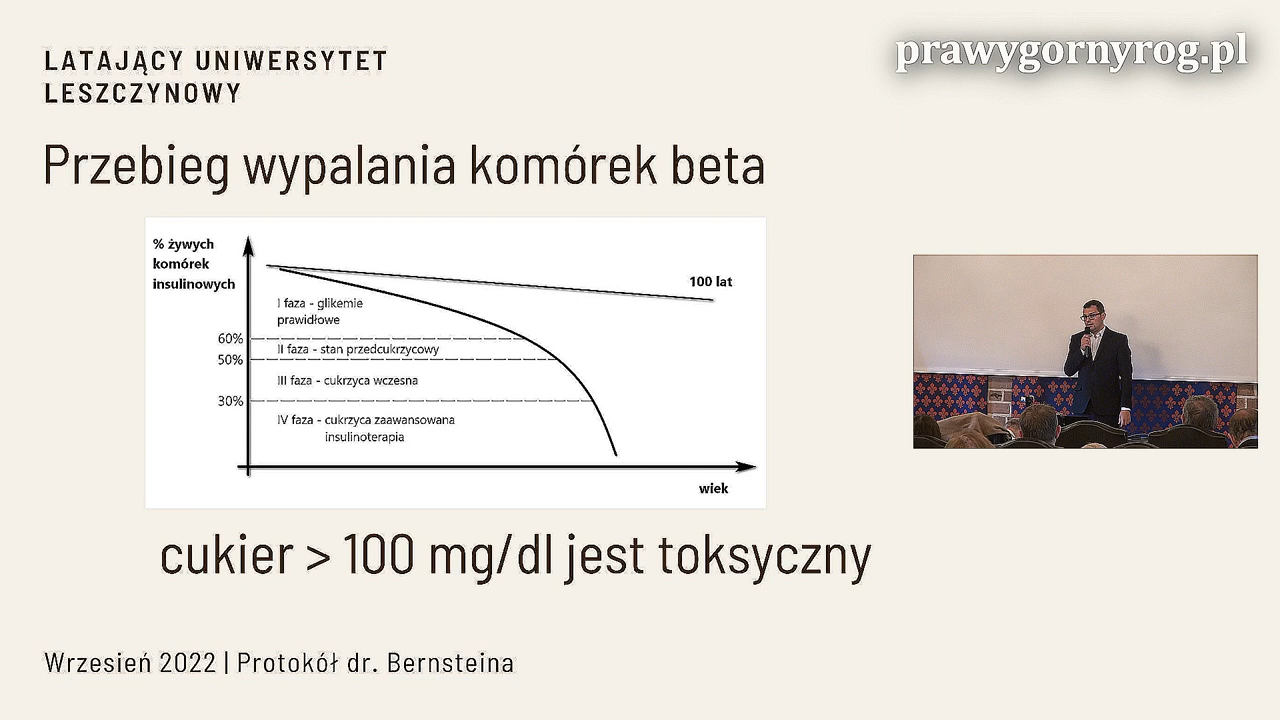 LATAJĄCY UNIWERSYTET
LESZCZYNOWY
prawygornyrog.pl
Przebieg wypalania komórek beta
% żywych
komórek
insulinowych
100 lat
I faza - glikemie
prawidłowe
60%
II faza - stan przedcukrzycowy
50%
III faza - cukrzyca wczesna
30%
IV faza - cukrzyca zaawansowana
insulinoterapia
wiek
cukier > 100 mg/dl jest toksyczny
Wrzesień 2022 | Protokół dr. Bernsteina